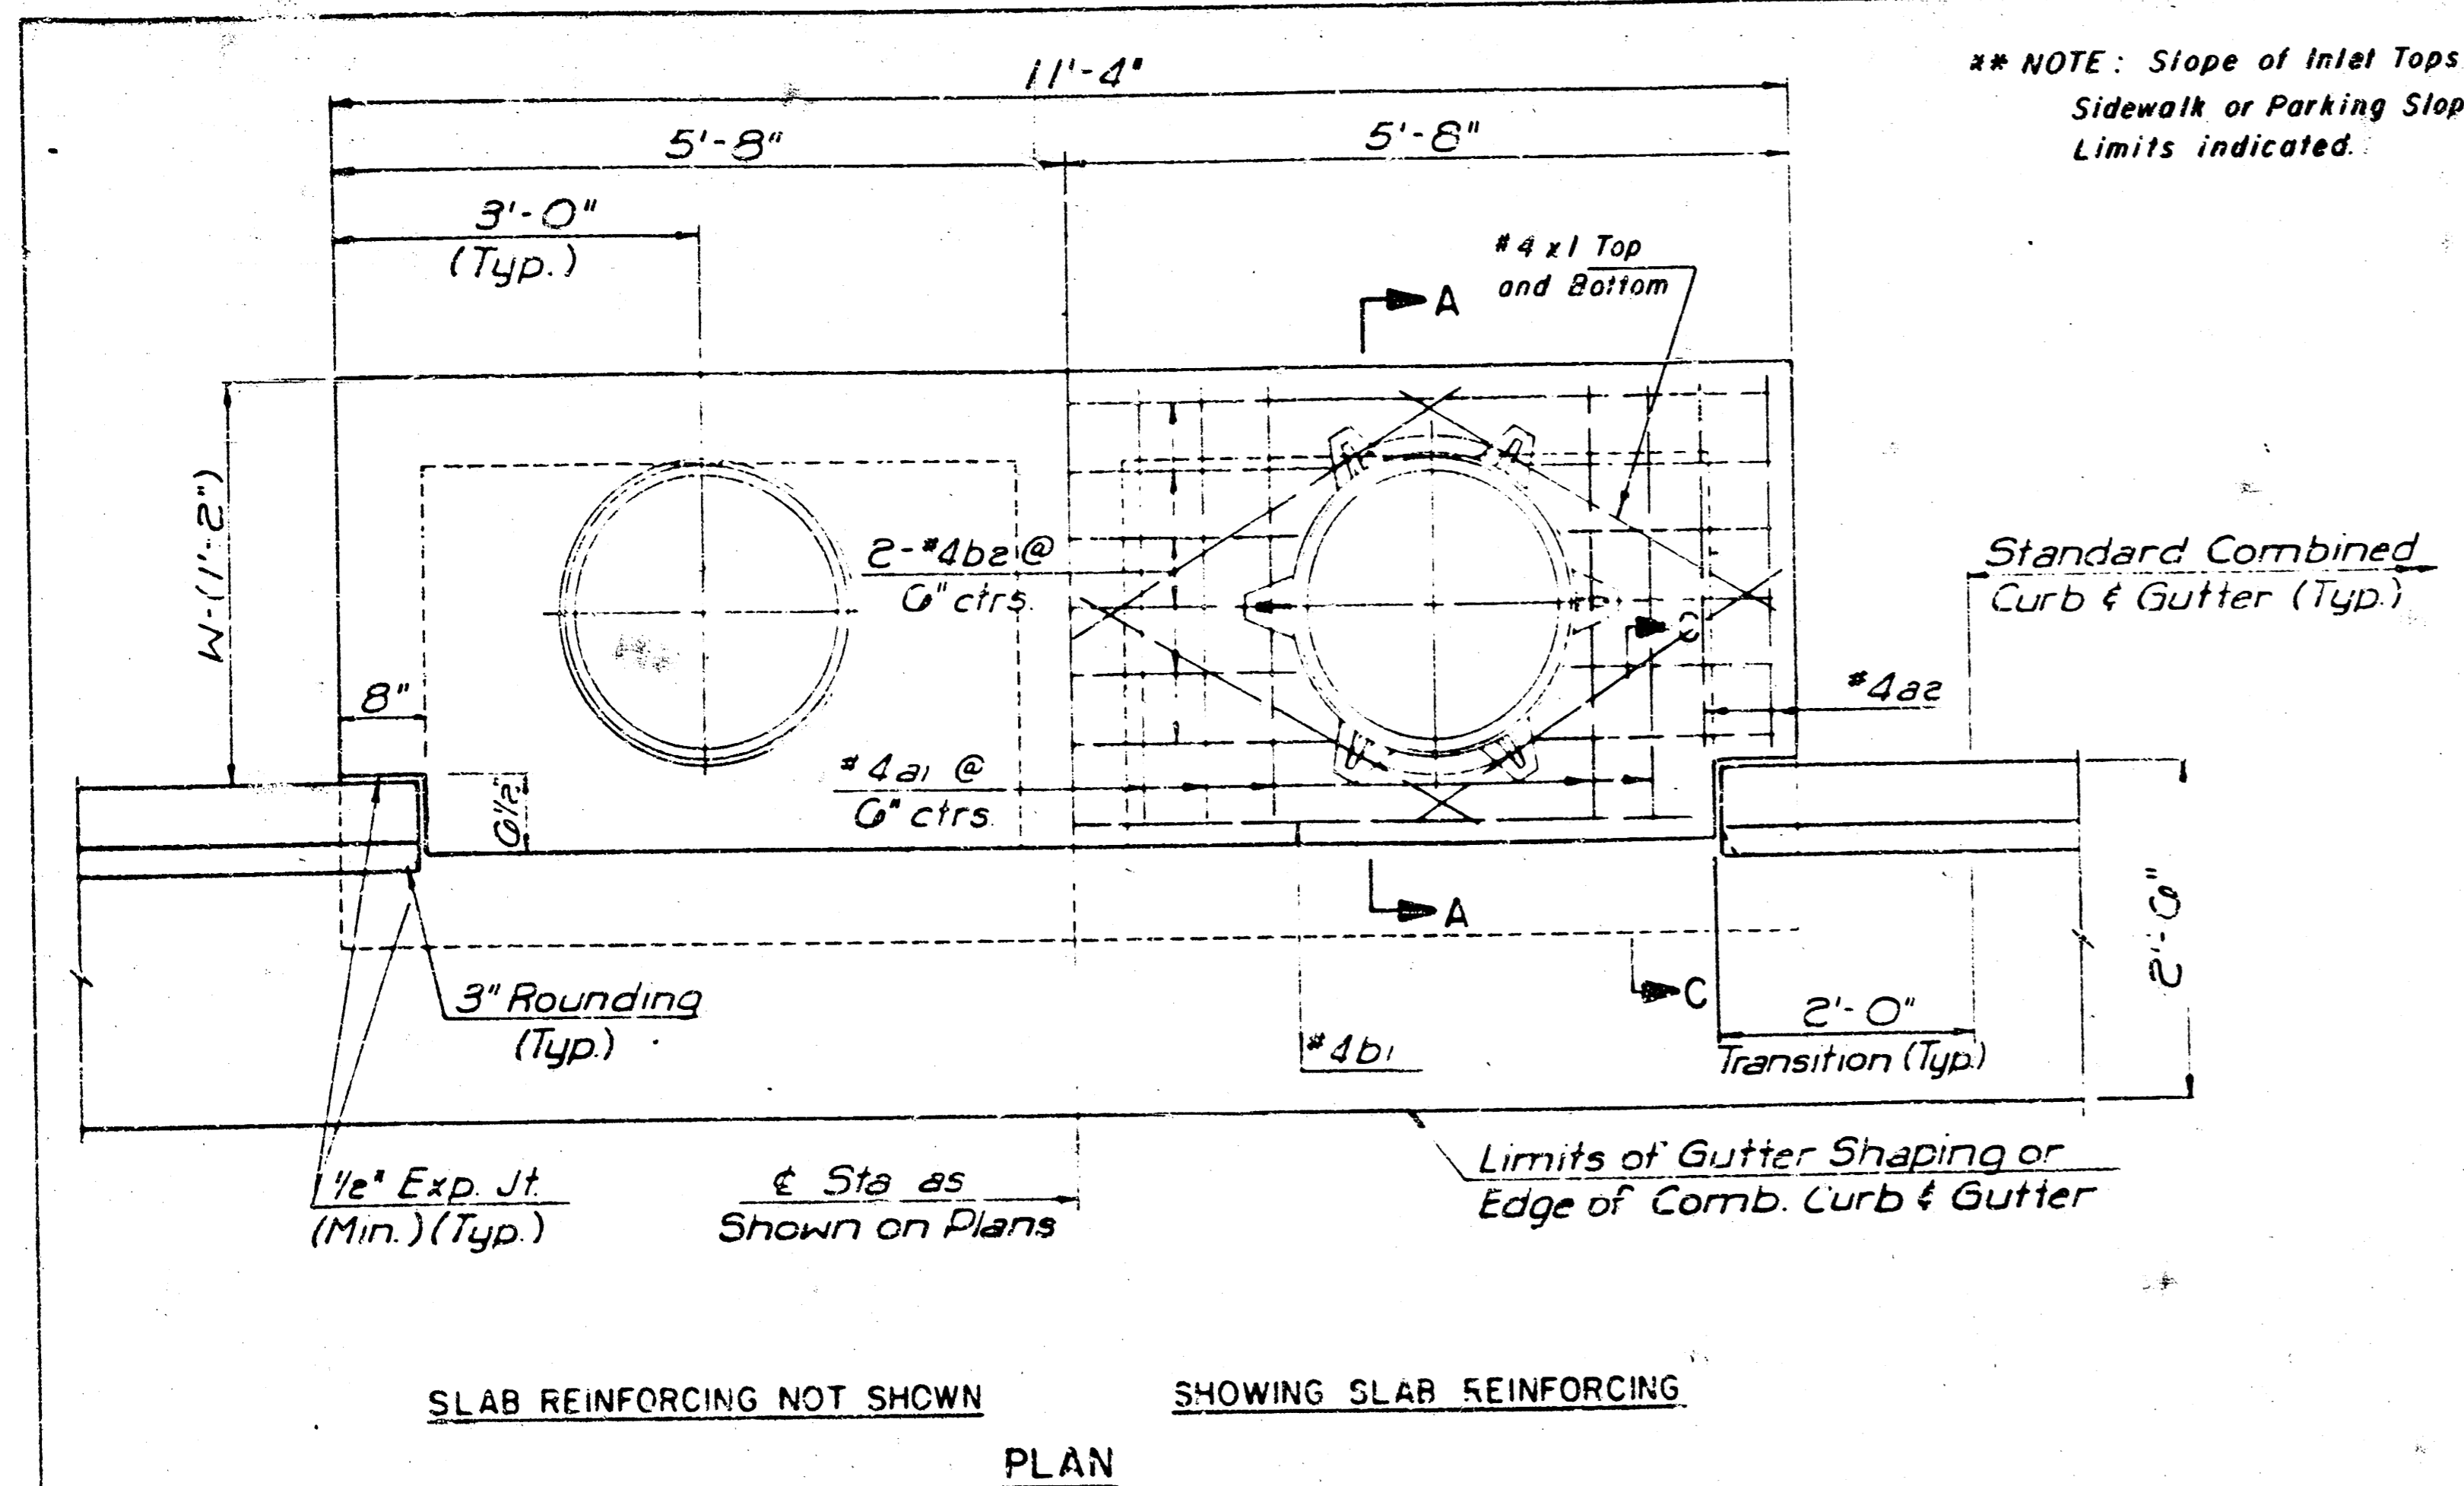 ** NOTE : Slope of Inlet Tops
Sidewalk or Parking Slop
Limits indicated.
11'-4"
5'-8"
5'-8"
3'-0"
(Typ.)
#4 x1 Top
and Bottom
A
W-(1'-2")
2-#4b2 @
6" ctrs.
Standard Combined
Curb & Gutter (Typ.)
C
8"
#4a2
#4a1 @
6" ctrs.
6½"
A
2'-6"
3" Rounding
(Typ.)
C
2'-0"
Transition (Typ.)
#4b1
½" Exp. Jt.
(Min.) (Typ.)
℄ Sta as
Shown on Plans
Limits of Gutter Shaping or
Edge of Comb. Curb & Gutter
SLAB REINFORCING NOT SHOWN
SHOWING SLAB REINFORCING
PLAN